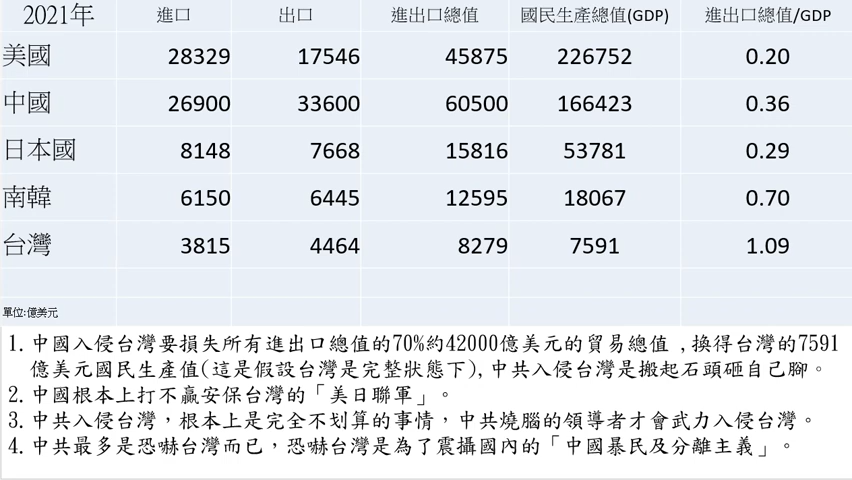 2021年 進口 出口 進出口總值 國民生產總值(GDP) 進出口總值/GDP
美國 28329 17546 45875 226752 0.20
中國 26900 33600 60500 166423 0.36
日本國 8148 7668 15816 53781 0.29
南韓 6150 6445 12595 18067 0.70
台灣 3815 4464 8279 7591 1.09
單位:億美元
1. 中國入侵台灣要損失所有進出口總值的70%約42000億美元的貿易總值 ,換得台灣的7591
億美元國民生產值(這是假設台灣是完整狀態下),中共入侵台灣是搬起石頭砸自己腳。
2. 中國根本上打不贏安保台灣的「美日聯軍」。
3. 中共入侵台灣，根本上是完全不划算的事情，中共燒腦的領導者才會武力入侵台灣。
4. 中共最多是恐嚇台灣而已，恐嚇台灣是為了震攝國內的「中國暴民及分離主義」。